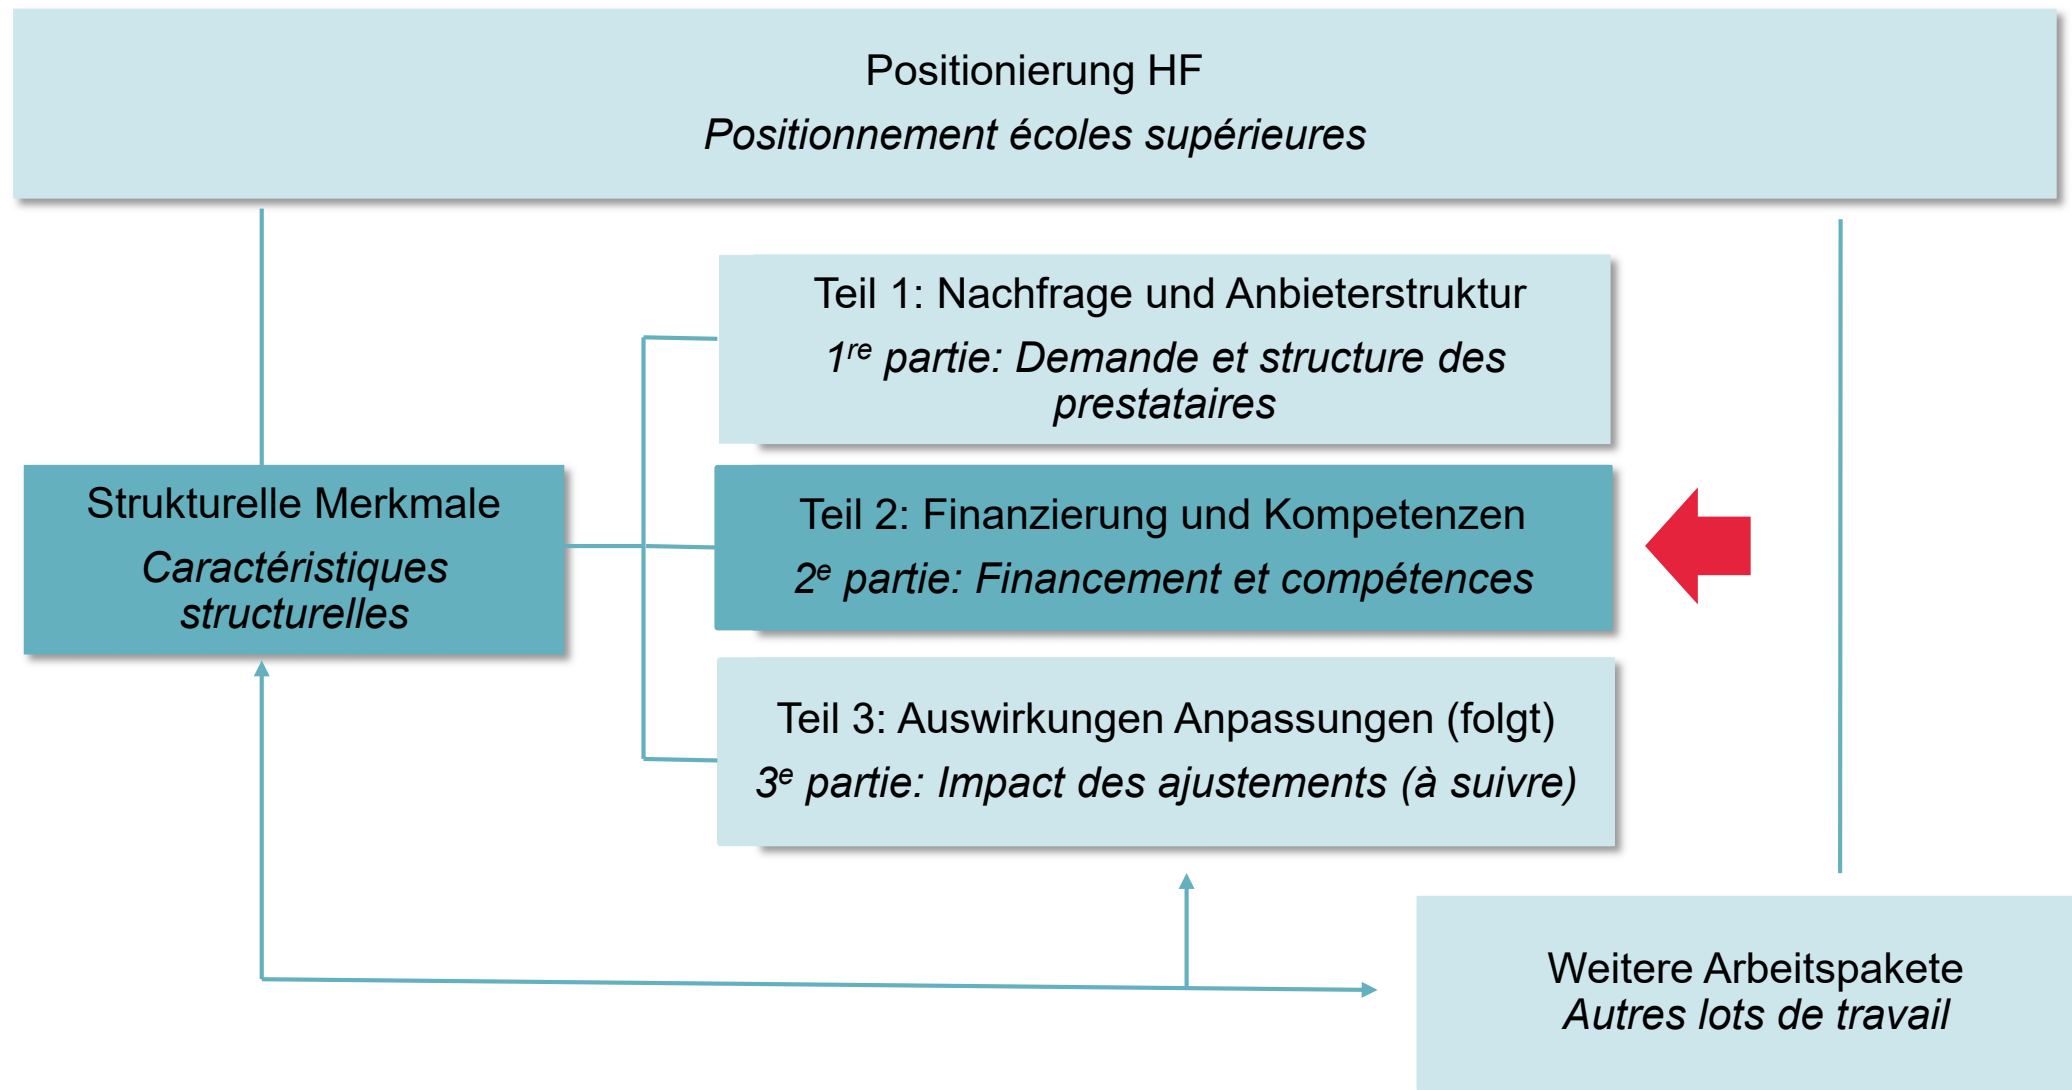 Positionierung HF
Positionnement écoles supérieures
Teil 1: Nachfrage und Anbieterstruktur
1re partie: Demande et structure des
prestataires
Strukturelle Merkmale
Caractéristiques
structurelles
Teil 2: Finanzierung und Kompetenzen
2e partie: Financement et compétences
Teil 3: Auswirkungen Anpassungen (folgt)
3e partie: Impact des ajustements (à suivre)
Weitere Arbeitspakete
Autres lots de travail